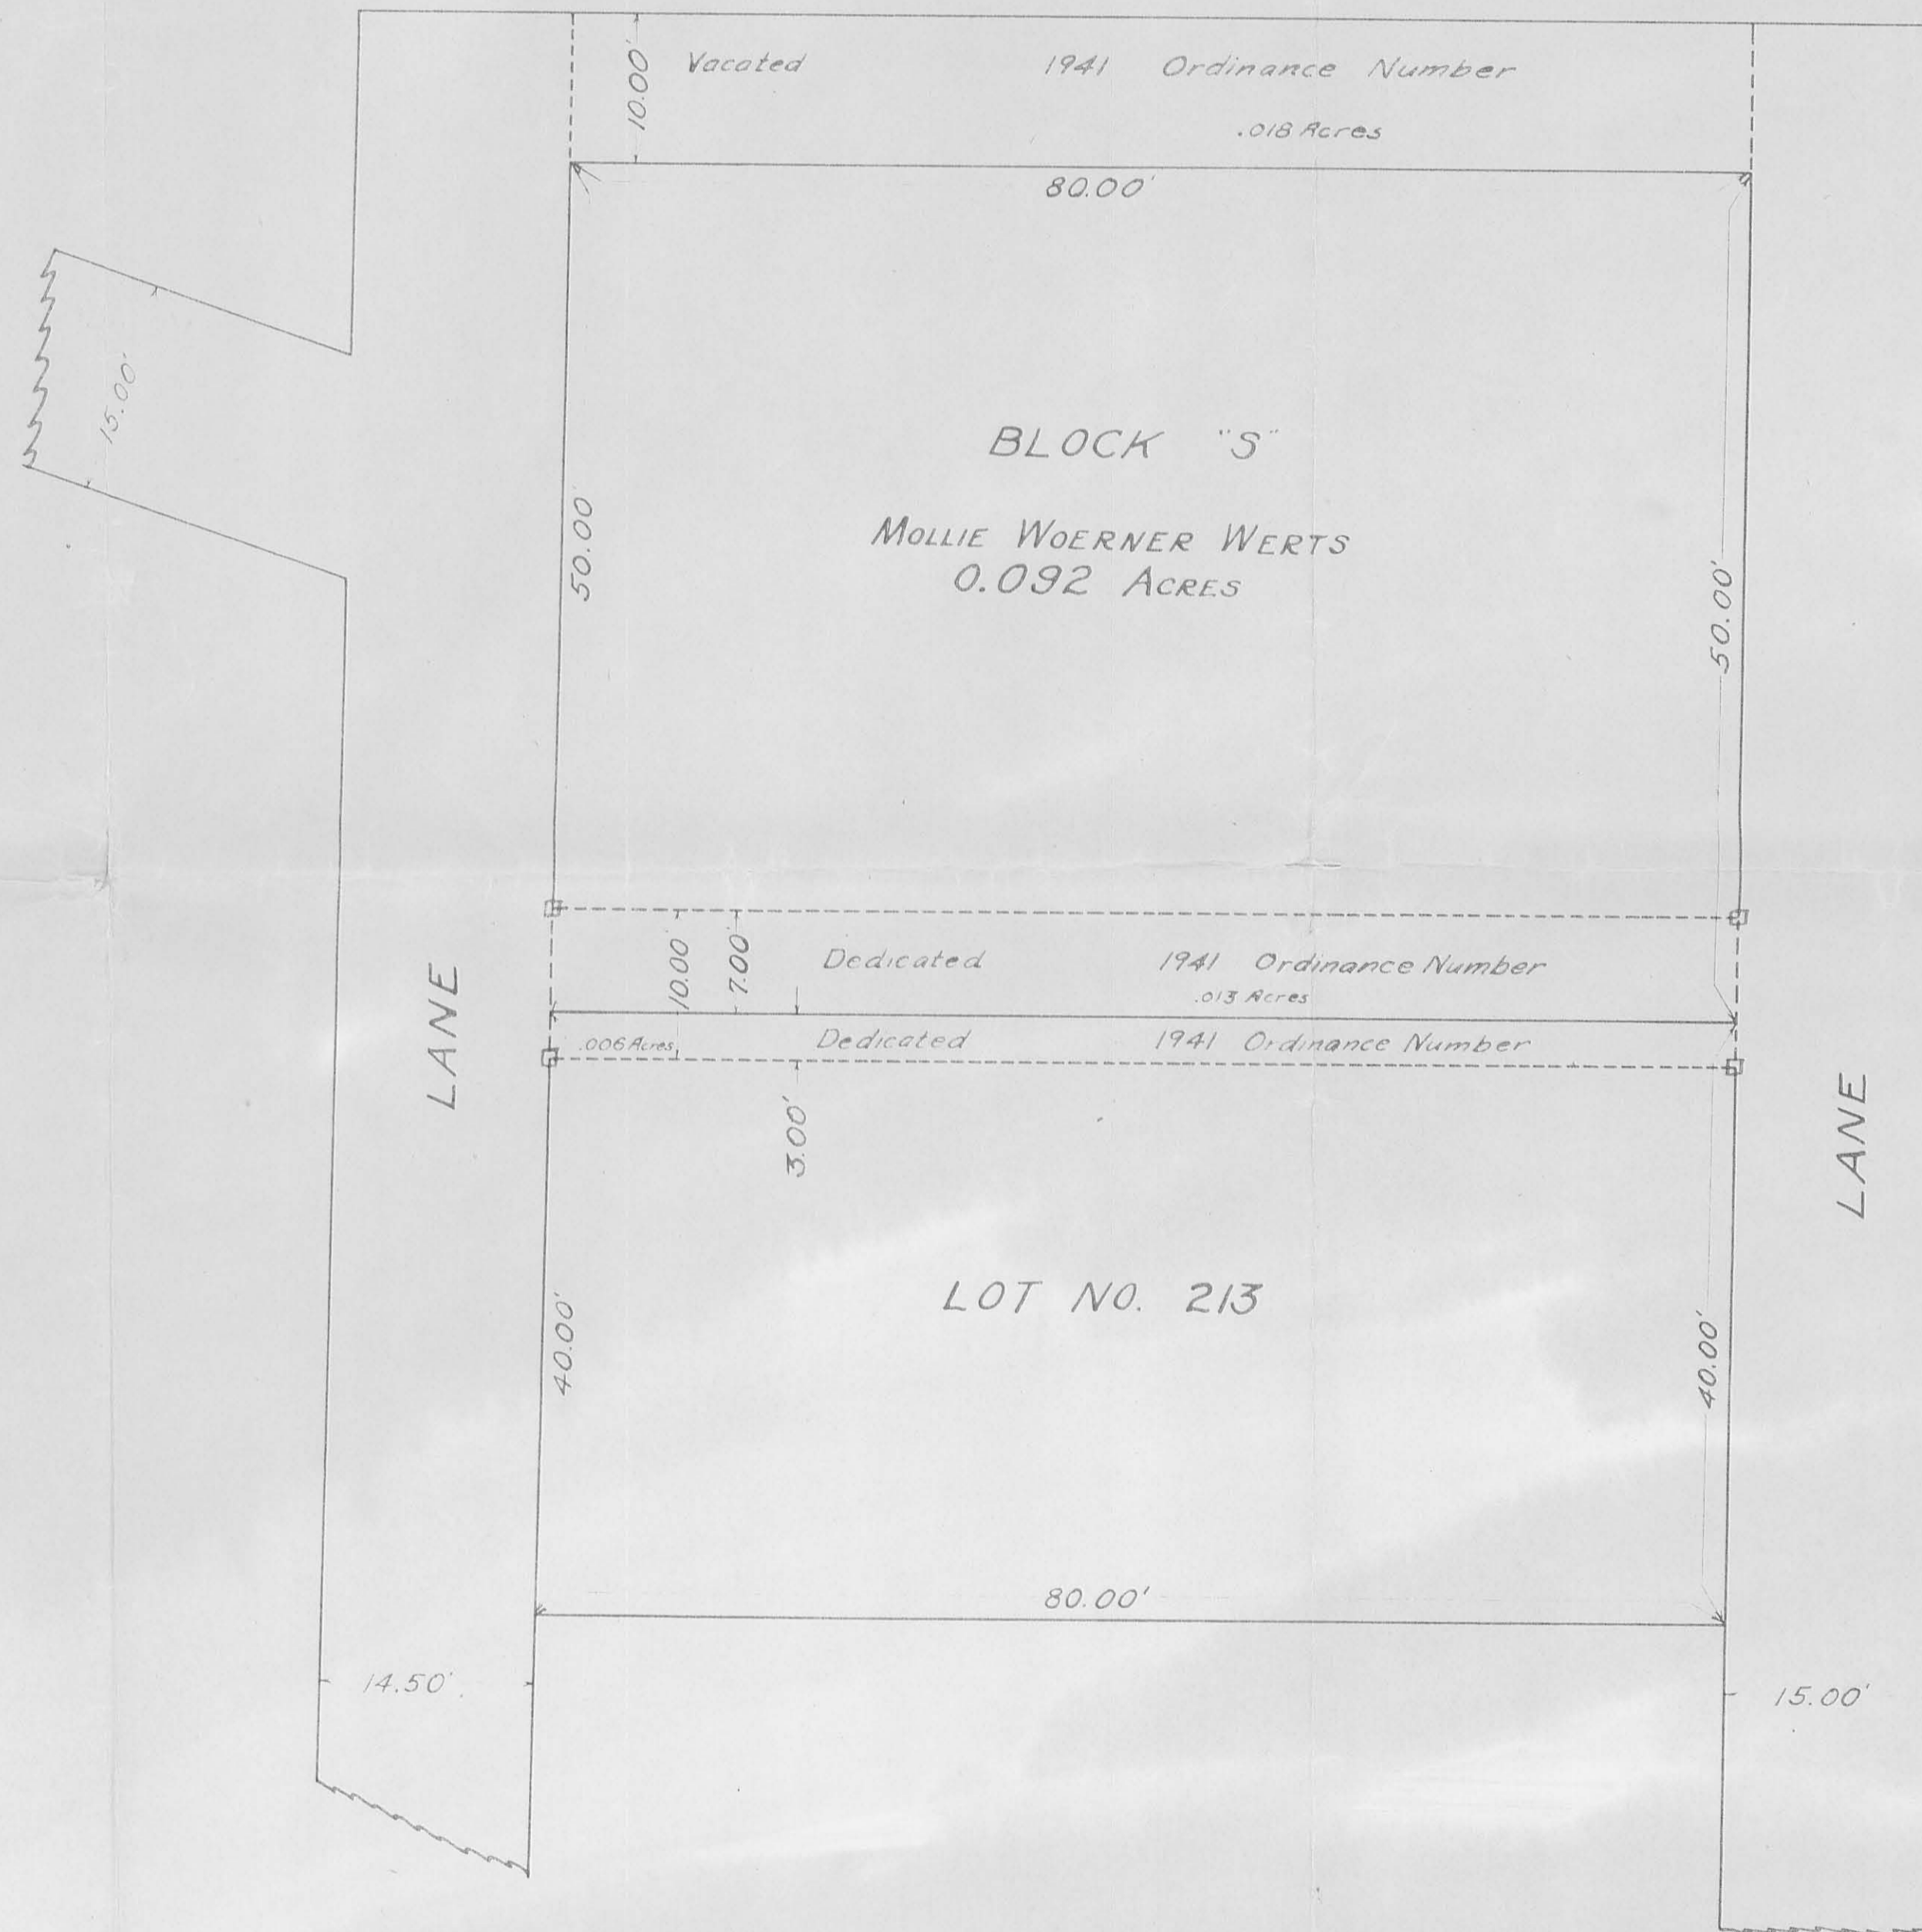 Vacated 1941 Ordinance Number
10.00'
.018 Acres
80.00'
15.00'
BLOCK "S"
MOLLIE WOERNER WERTS
0.092 ACRES
50.00'
50.00'
LANE
10.00'
7.00'
Dedicated 1941 Ordinance Number
.013 Acres
.006 Acres
Dedicated 1941 Ordinance Number
3.00'
LANE
LOT NO. 213
40.00'
40.00'
80.00'
14.50'
15.00'